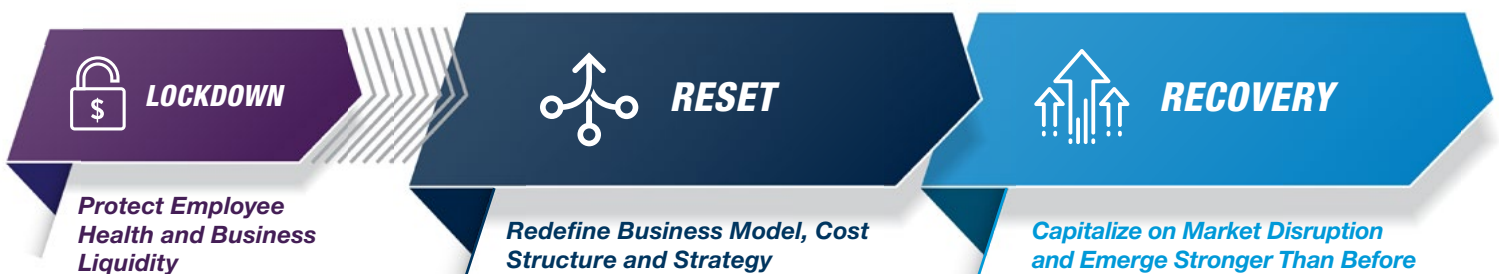 $
LOCKDOWN
Protect Employee
Health and Business
Liquidity
RESET
Redefine Business Model, Cost
Structure and Strategy
RECOVERY
Capitalize on Market Disruption
and Emerge Stronger Than Before